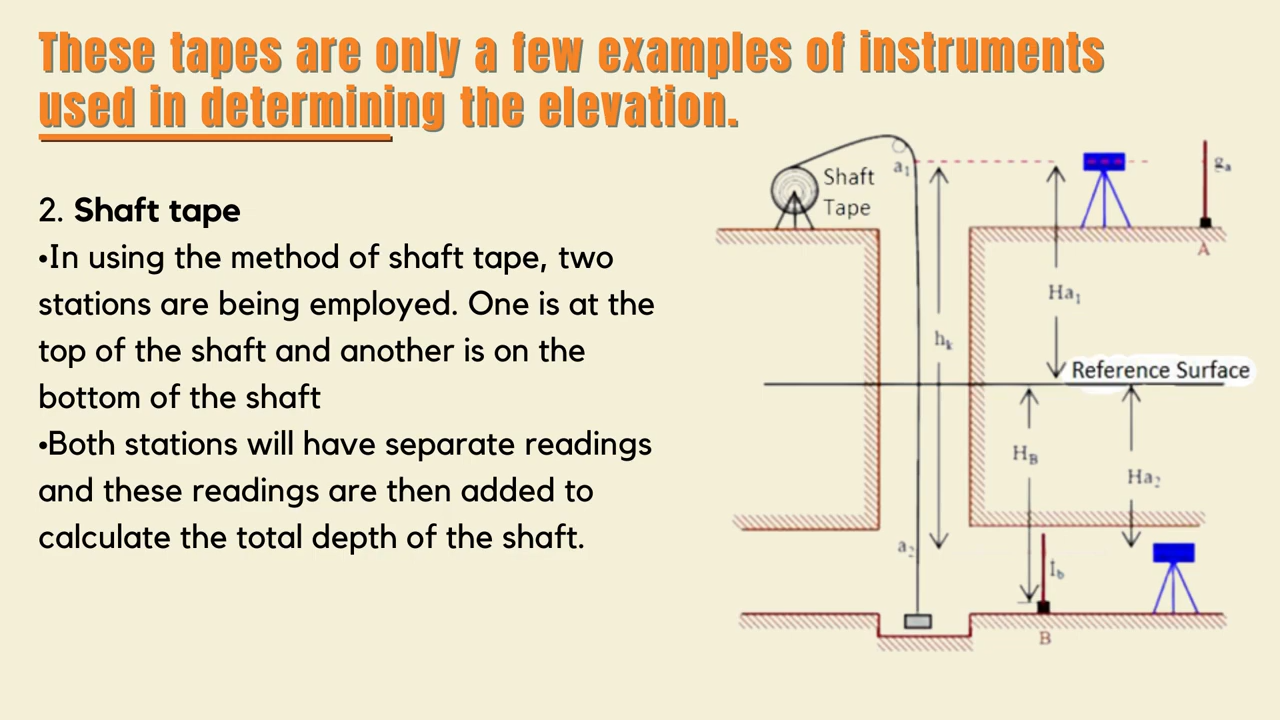 These tapes are only a few examples of instruments
used in determining the elevation.
2. Shaft tape
•In using the method of shaft tape, two
stations are being employed. One is at the
top of the shaft and another is on the
bottom of the shaft
•Both stations will have separate readings
and these readings are then added to
calculate the total depth of the shaft.
Shaft
Tape
a₁
gₐ
A
Ha₁
hₖ
Reference Surface
H_B
Ha₂
a₂
B